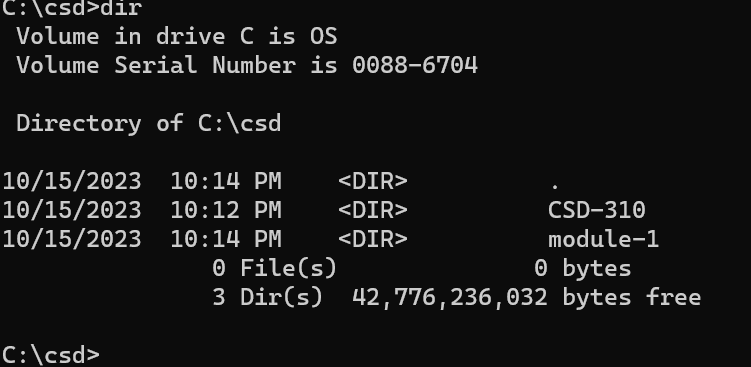 C:\csd>dir
 Volume in drive C is OS
 Volume Serial Number is 0088-6704

 Directory of C:\csd

10/15/2023  10:14 PM    <DIR>          .
10/15/2023  10:12 PM    <DIR>          CSD-310
10/15/2023  10:14 PM    <DIR>          module-1
               0 File(s)              0 bytes
               3 Dir(s)  42,776,236,032 bytes free

C:\csd>